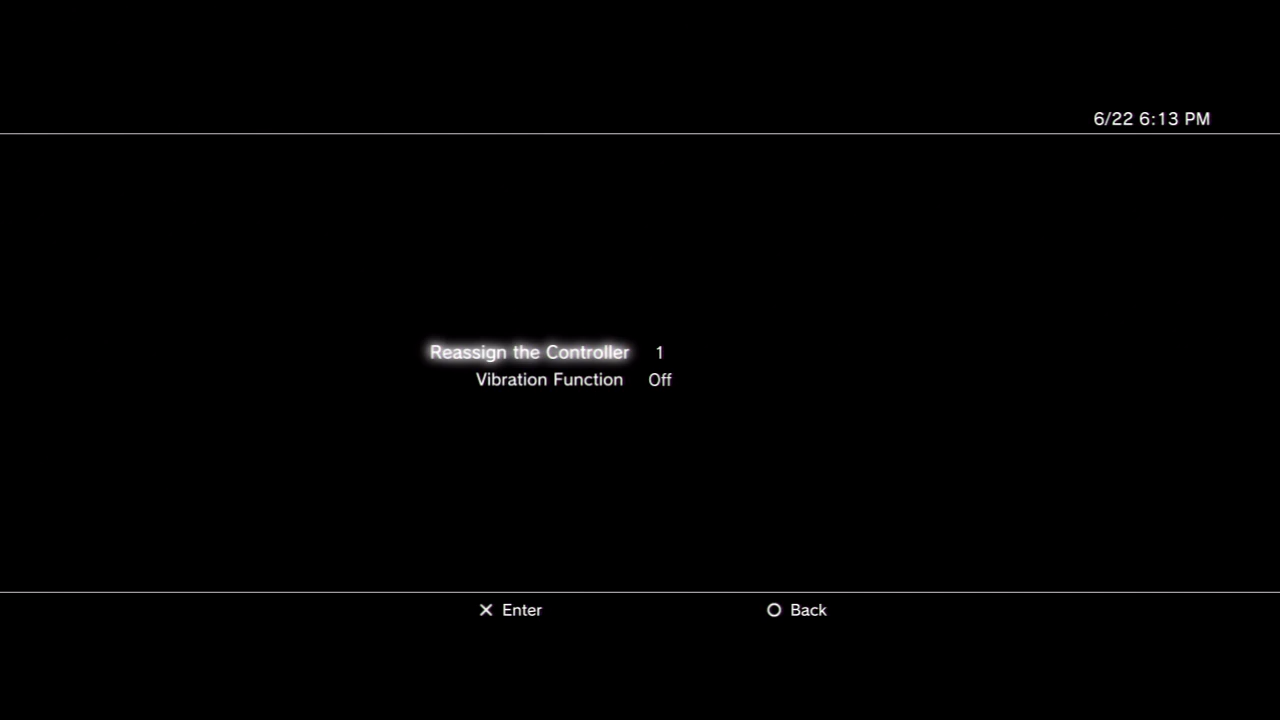 6/22 6:13 PM
Reassign the Controller 1
Vibration Function Off
Enter Back